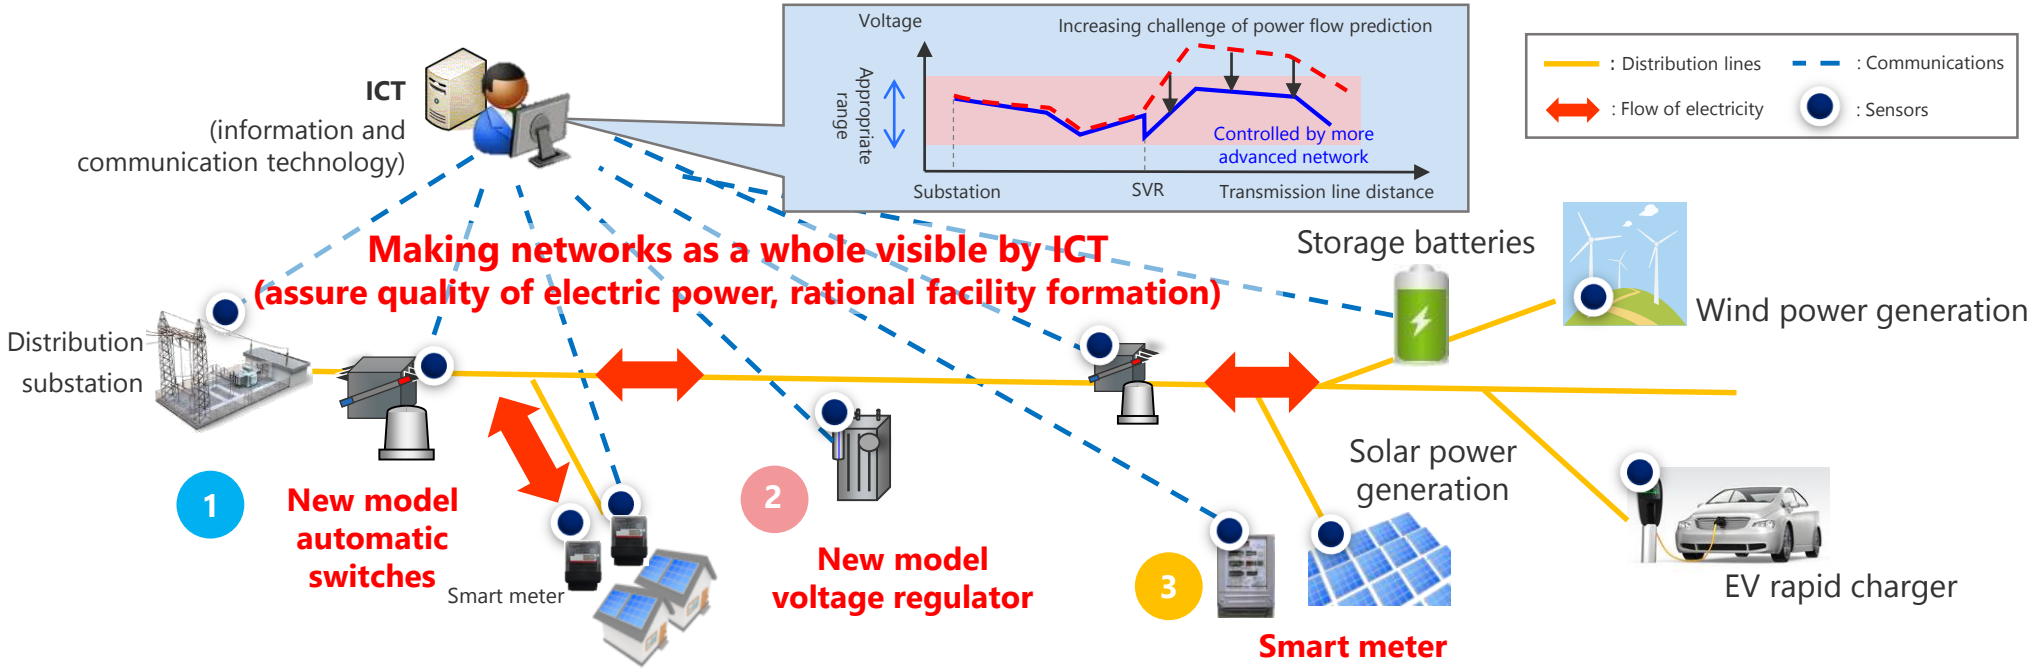 Voltage
Increasing challenge of power flow prediction
Appropriate
range
Controlled by more
advanced network
Substation
SVR
Transmission line distance
: Distribution lines
: Communications
: Flow of electricity
: Sensors
ICT
(information and
communication technology)
Making networks as a whole visible by ICT
(assure quality of electric power, rational facility formation)
Storage batteries
Wind power generation
Distribution
substation
1
New model
automatic
switches
Smart meter
2
New model
voltage regulator
3
Smart meter
Solar power
generation
EV rapid charger